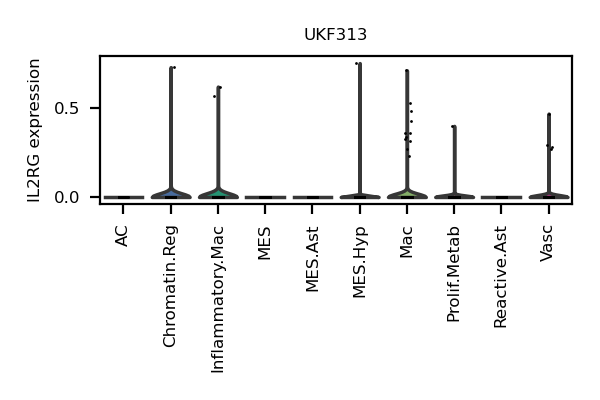 UKF313
IL2RG expression
0.5
0.0
AC
Chromatin.Reg
Inflammatory.Mac
MES
MES.Ast
MES.Hyp
Mac
Prolif.Metab
Reactive.Ast
Vasc